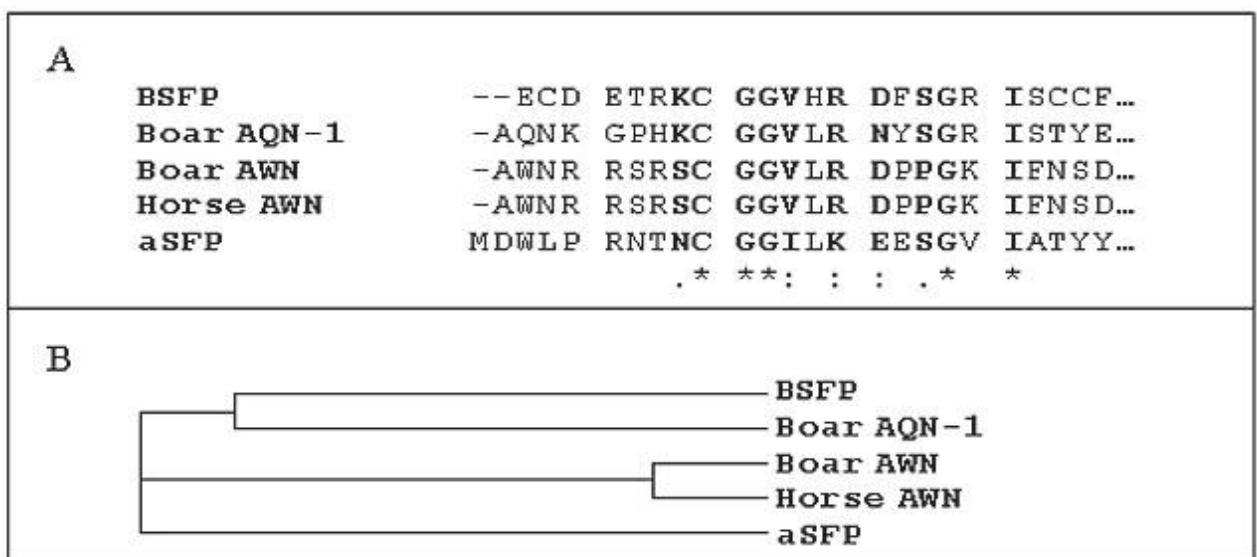 A
BSFP --ECD ETRKC GGVHR DFSGR ISCCF…
Boar AQN-1 -AQNK GPHKC GGVLR NYSGR ISTYE…
Boar AWN -AWNR RSRSC GGVLR DPPGK IFNSD…
Horse AWN -AWNR RSRSC GGVLR DPPGK IFNSD…
aSFP MDWLP RNTNC GGILK EESGV IATYY…
.* **: : : .* *
B
BSFP
Boar AQN-1
Boar AWN
Horse AWN
aSFP